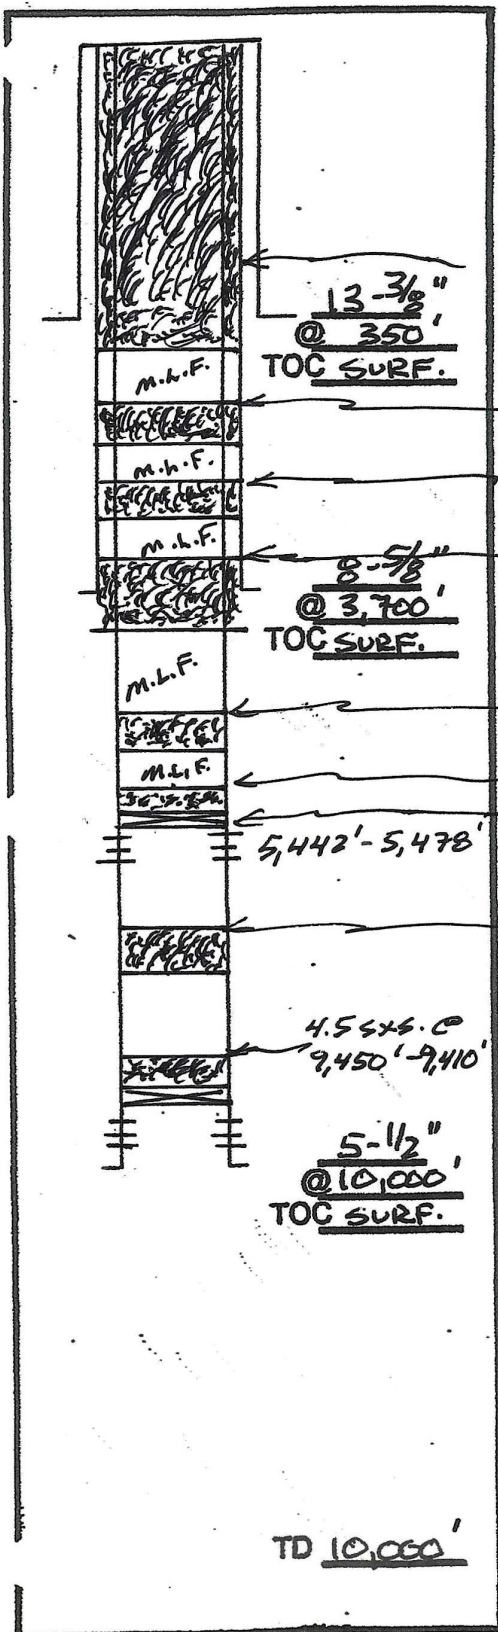 13-3/8"
@ 350'
TOC SURF.
M.L.F.
M.L.F.
M.L.F.
8-5/8"
@ 3,700'
TOC SURF.
M.L.F.
M.L.F.
5,442'-5,478'
4.5 sxs. @
9,450'-9,410'
5-1/2"
@ 10,000'
TOC SURF.
TD 10,000'